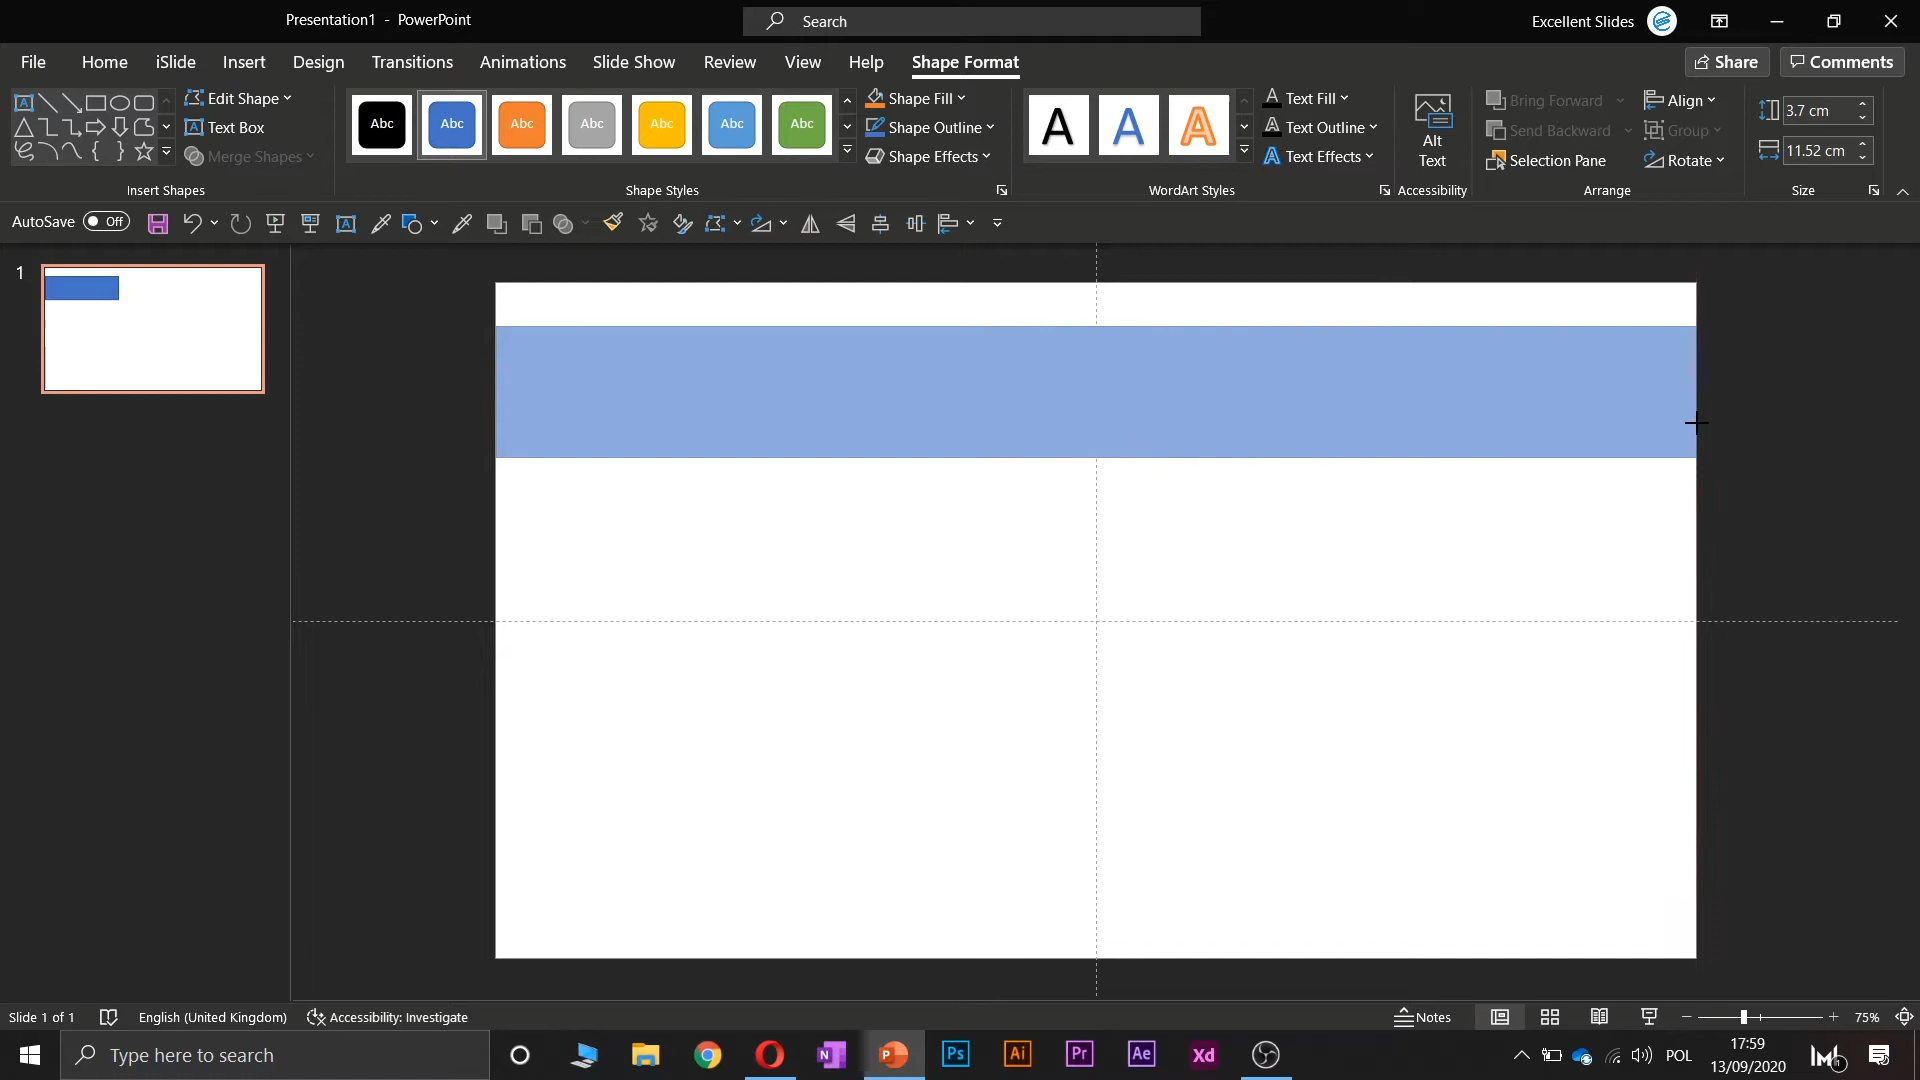 Presentation1 - PowerPoint
Search
Excellent Slides
File Home iSlide Insert Design Transitions Animations Slide Show Review View Help Shape Format
Share Comments
Edit Shape
Text Box
Merge Shapes
Insert Shapes
Abc Abc Abc Abc Abc Abc Abc
Shape Fill
Shape Outline
Shape Effects
Shape Styles
A A A
Text Fill
Text Outline
Text Effects
WordArt Styles
Alt
Text
Accessibility
Bring Forward
Send Backward
Selection Pane
Align
Group
Rotate
Arrange
3.7 cm
11.52 cm
Size
AutoSave Off
1
Slide 1 of 1 English (United Kingdom) Accessibility: Investigate
Notes 75%
Type here to search
N P Ps Ai Pr Ae Xd
POL
17:59
13/09/2020
1